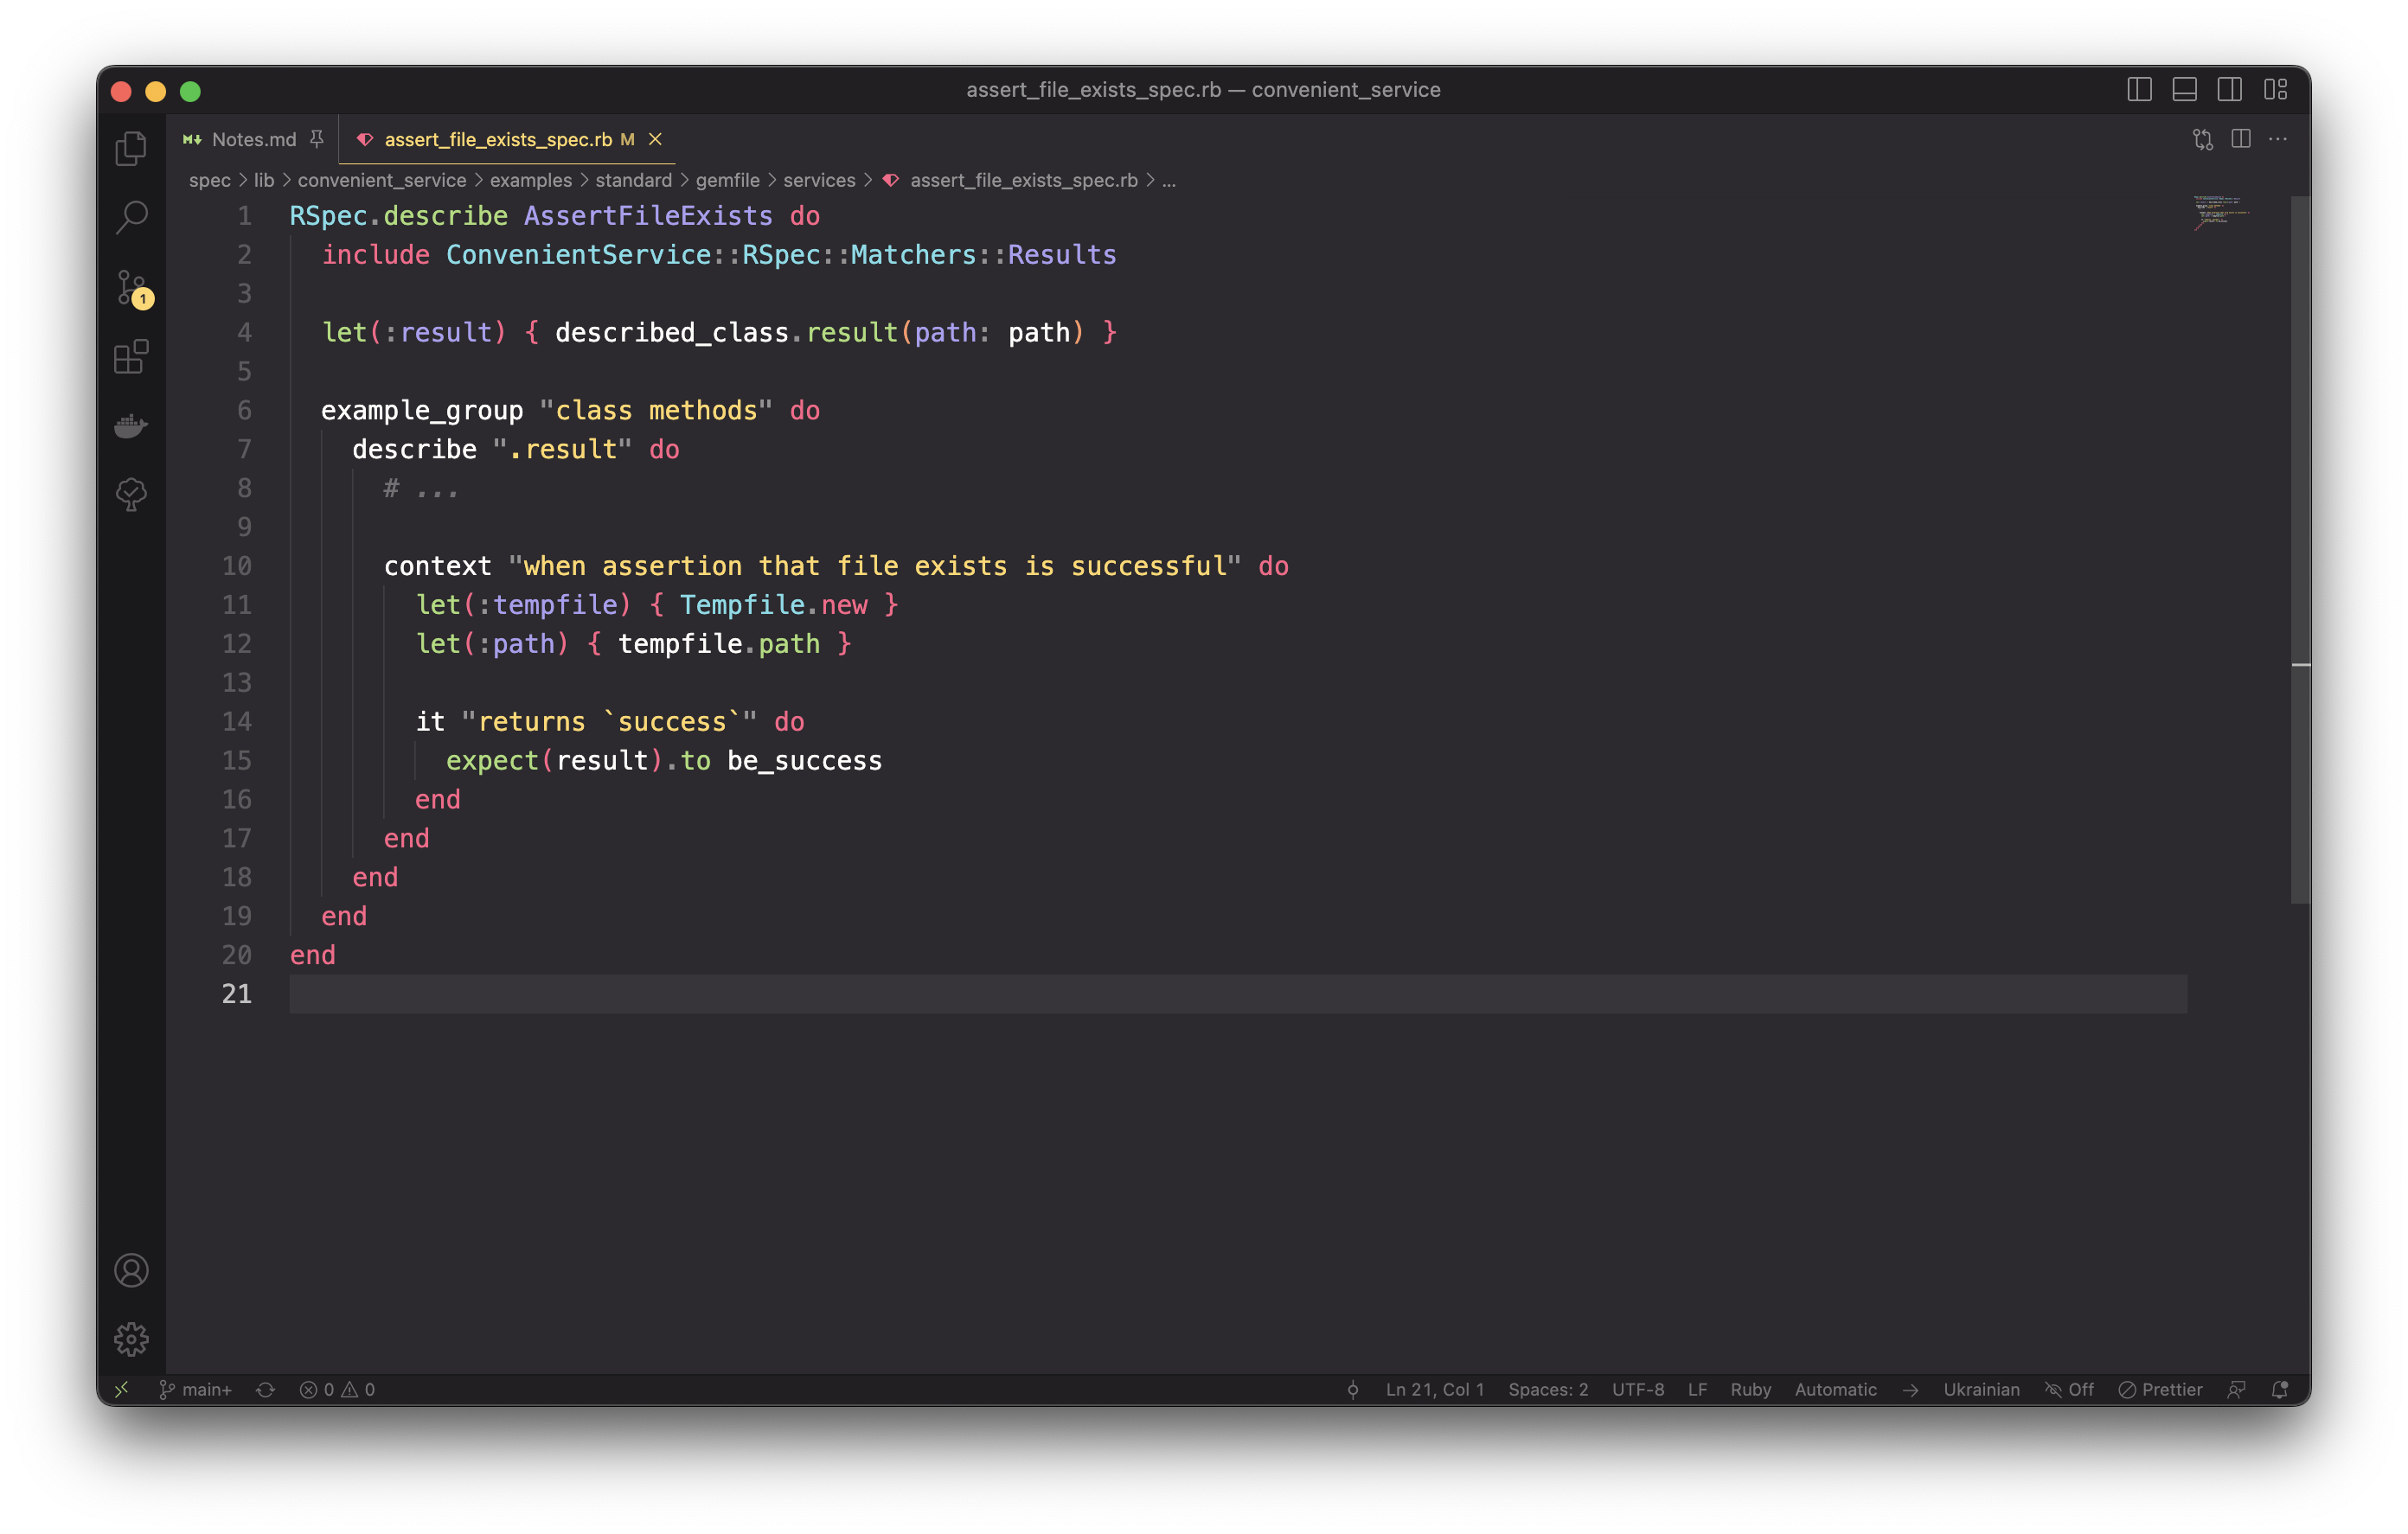 assert_file_exists_spec.rb — convenient_service
Notes.md
assert_file_exists_spec.rb M
spec > lib > convenient_service > examples > standard > gemfile > services > assert_file_exists_spec.rb > ...
1 RSpec.describe AssertFileExists do
2   include ConvenientService::RSpec::Matchers::Results
3
4   let(:result) { described_class.result(path: path) }
5
6   example_group "class methods" do
7     describe ".result" do
8       # ...
9
10       context "when assertion that file exists is successful" do
11         let(:tempfile) { Tempfile.new }
12         let(:path) { tempfile.path }
13
14         it "returns `success`" do
15           expect(result).to be_success
16         end
17       end
18     end
19   end
20 end
21
1
main+ 0 0 Ln 21, Col 1 Spaces: 2 UTF-8 LF Ruby Automatic Ukrainian Off Prettier